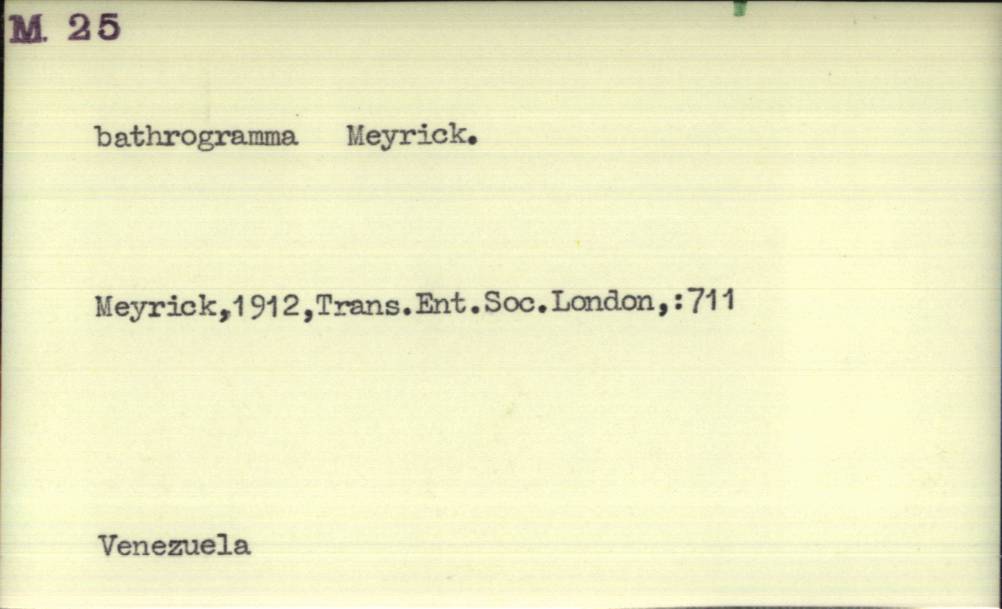 M. 25
bathrogramma Meyrick.
Meyrick,1912,Trans.Ent.Soc.London,:711
Venezuela